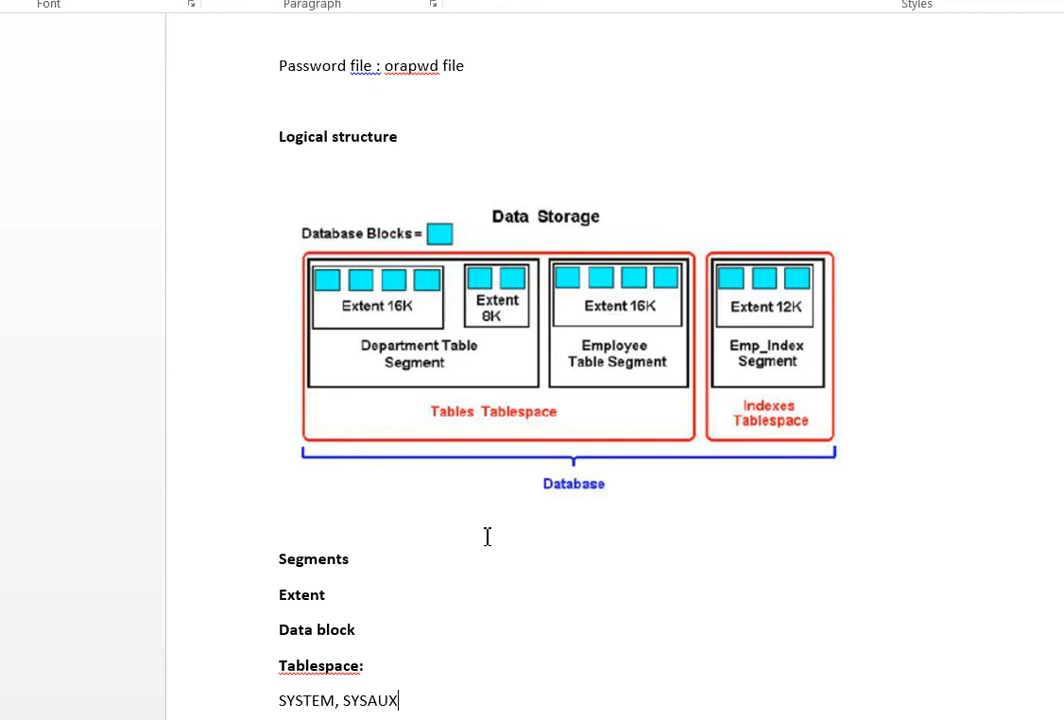 Font Paragraph Styles
Password file : orapwd file
Logical structure
Data Storage
Database Blocks=
Extent 16K
Extent
8K
Extent 16K
Extent 12K
Department Table
Segment
Employee
Table Segment
Emp_Index
Segment
Tables Tablespace
Indexes
Tablespace
Database
Segments
Extent
Data block
Tablespace:
SYSTEM, SYSAUX